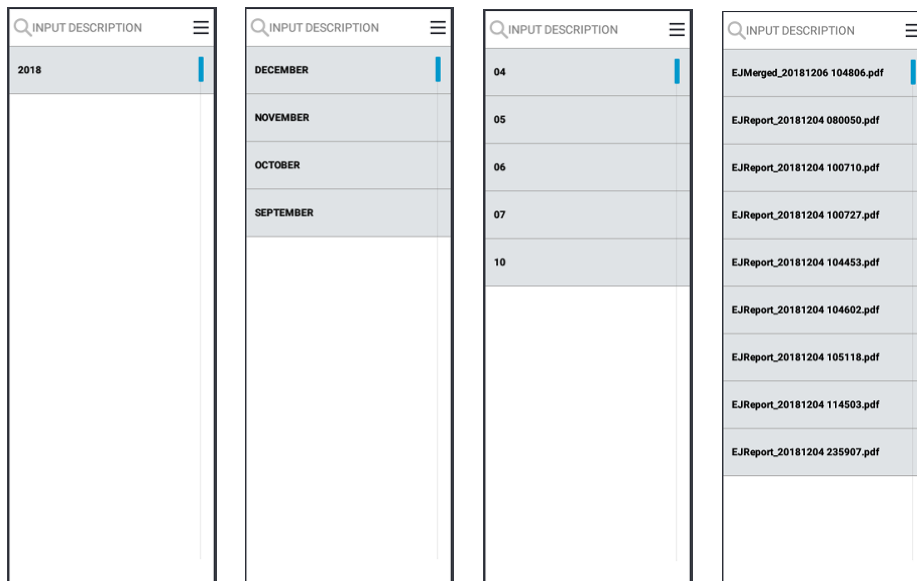 INPUT DESCRIPTION
2018
INPUT DESCRIPTION
DECEMBER
NOVEMBER
OCTOBER
SEPTEMBER
INPUT DESCRIPTION
04
05
06
07
10
INPUT DESCRIPTION
EJMerged_20181206 104806.pdf
EJReport_20181204 080050.pdf
EJReport_20181204 100710.pdf
EJReport_20181204 100727.pdf
EJReport_20181204 104453.pdf
EJReport_20181204 104602.pdf
EJReport_20181204 105118.pdf
EJReport_20181204 114503.pdf
EJReport_20181204 235907.pdf